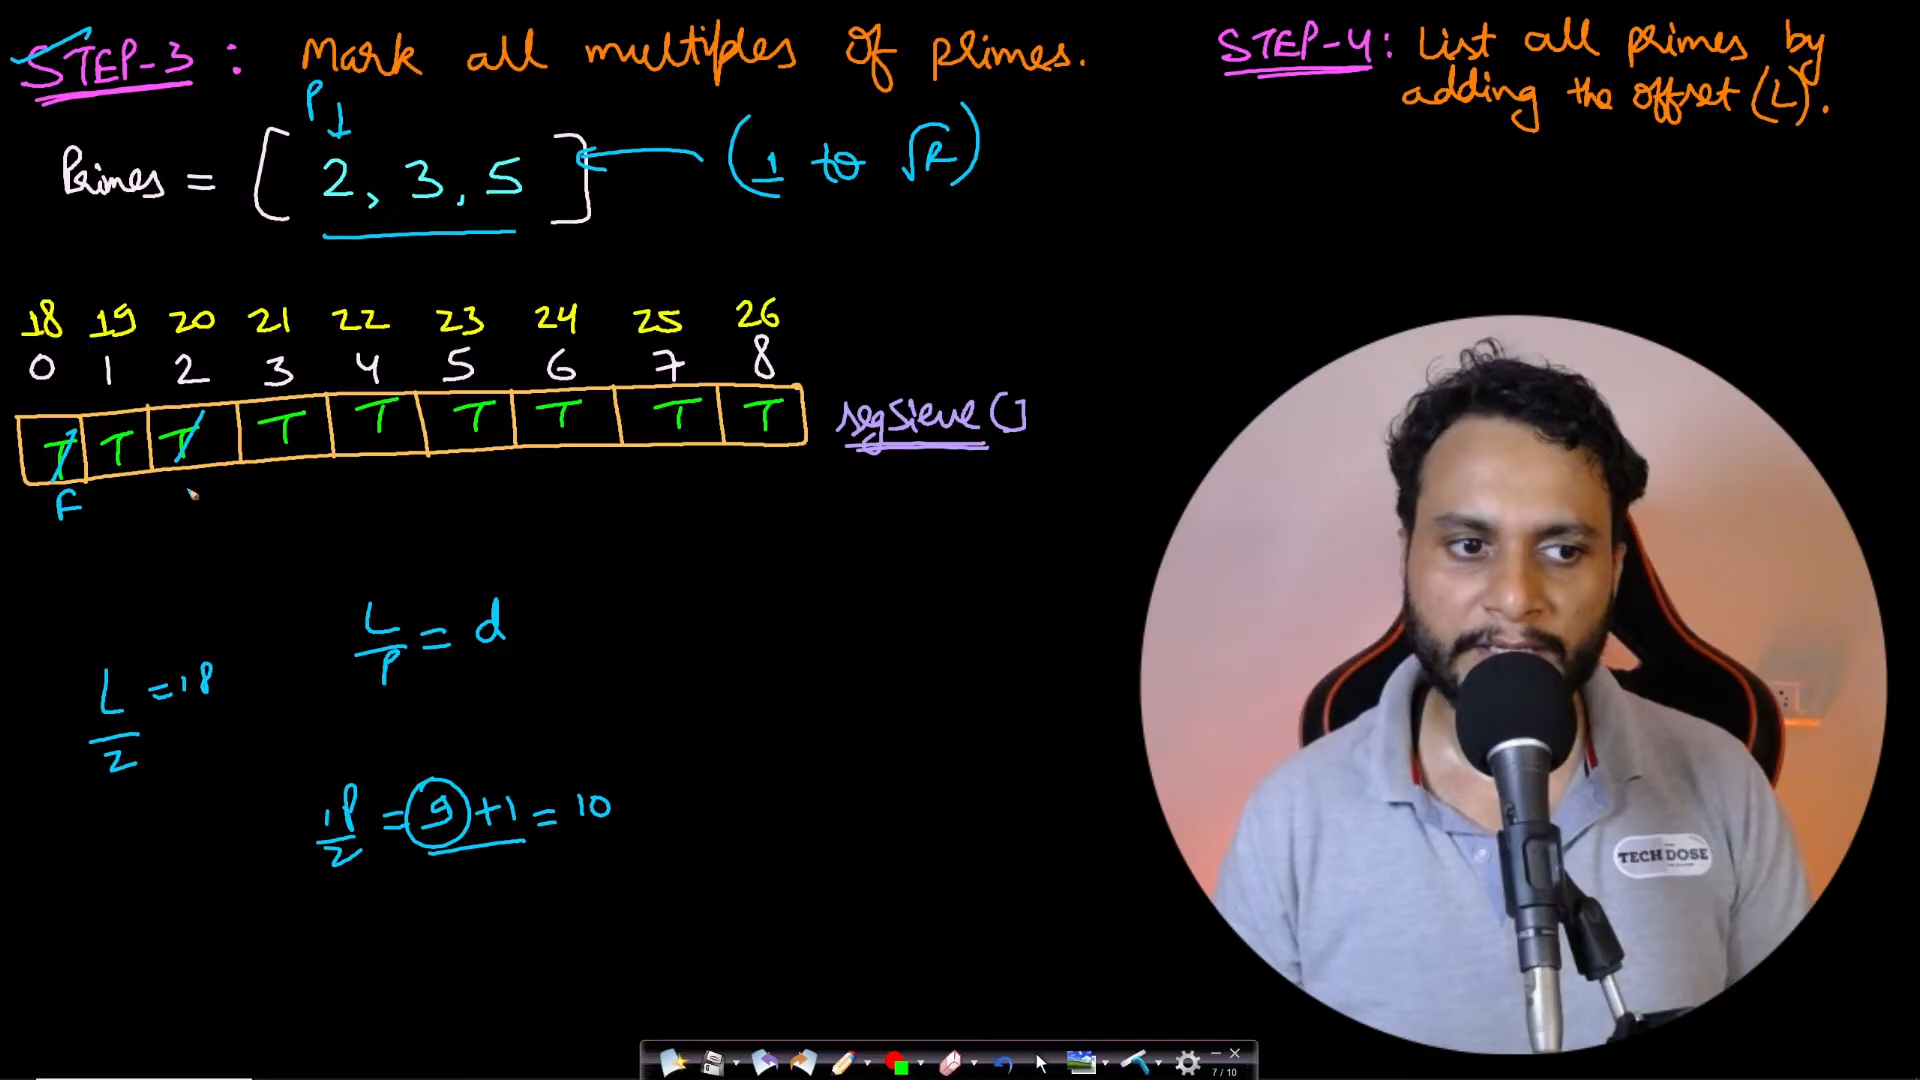 STEP-3 : Mark all multiples of primes.
P
Primes = [ 2, 3, 5 ] (1 to √R)
18 19 20 21 22 23 24 25 26
0 1 2 3 4 5 6 7 8
T T T T T T T T T segSieve[]
F
L/P = d
L/2 = 18
18/2 = 9 + 1 = 10
STEP-4 : List all primes by
adding the offset (L).
TECH DOSE
7 / 10